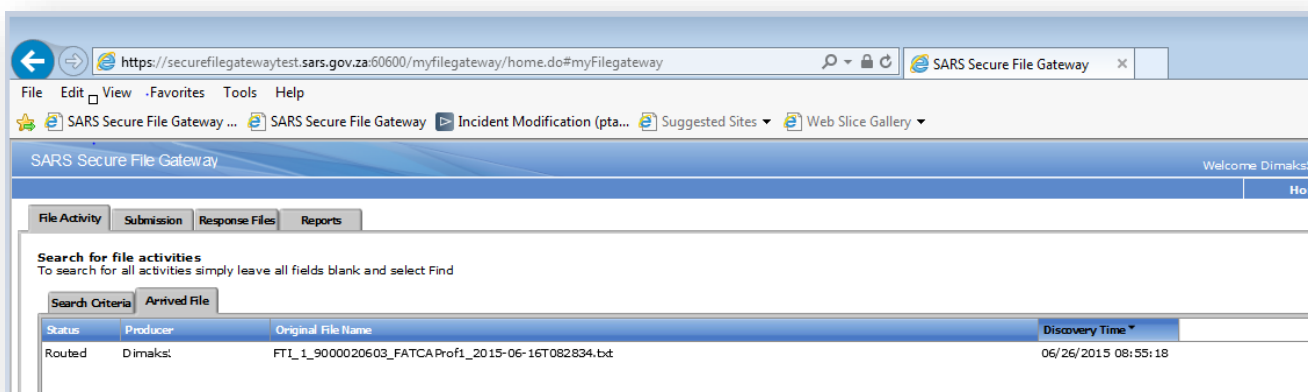 https://securefilegatewaytest.sars.gov.za:60600/myfilegateway/home.do#myFilegateway SARS Secure File Gateway
File Edit View Favorites Tools Help
SARS Secure File Gateway ... SARS Secure File Gateway Incident Modification (pta... Suggested Sites Web Slice Gallery
SARS Secure File Gateway
Welcome Dimaks
Ho
File Activity Submission Response Files Reports
Search for file activities
To search for all activities simply leave all fields blank and select Find
Search Criteria Arrived File
Status Producer Original File Name Discovery Time
Routed Dimaks FTI_1_9000020603_FATCAProf1_2015-06-16T082834.txt 06/26/2015 08:55:18